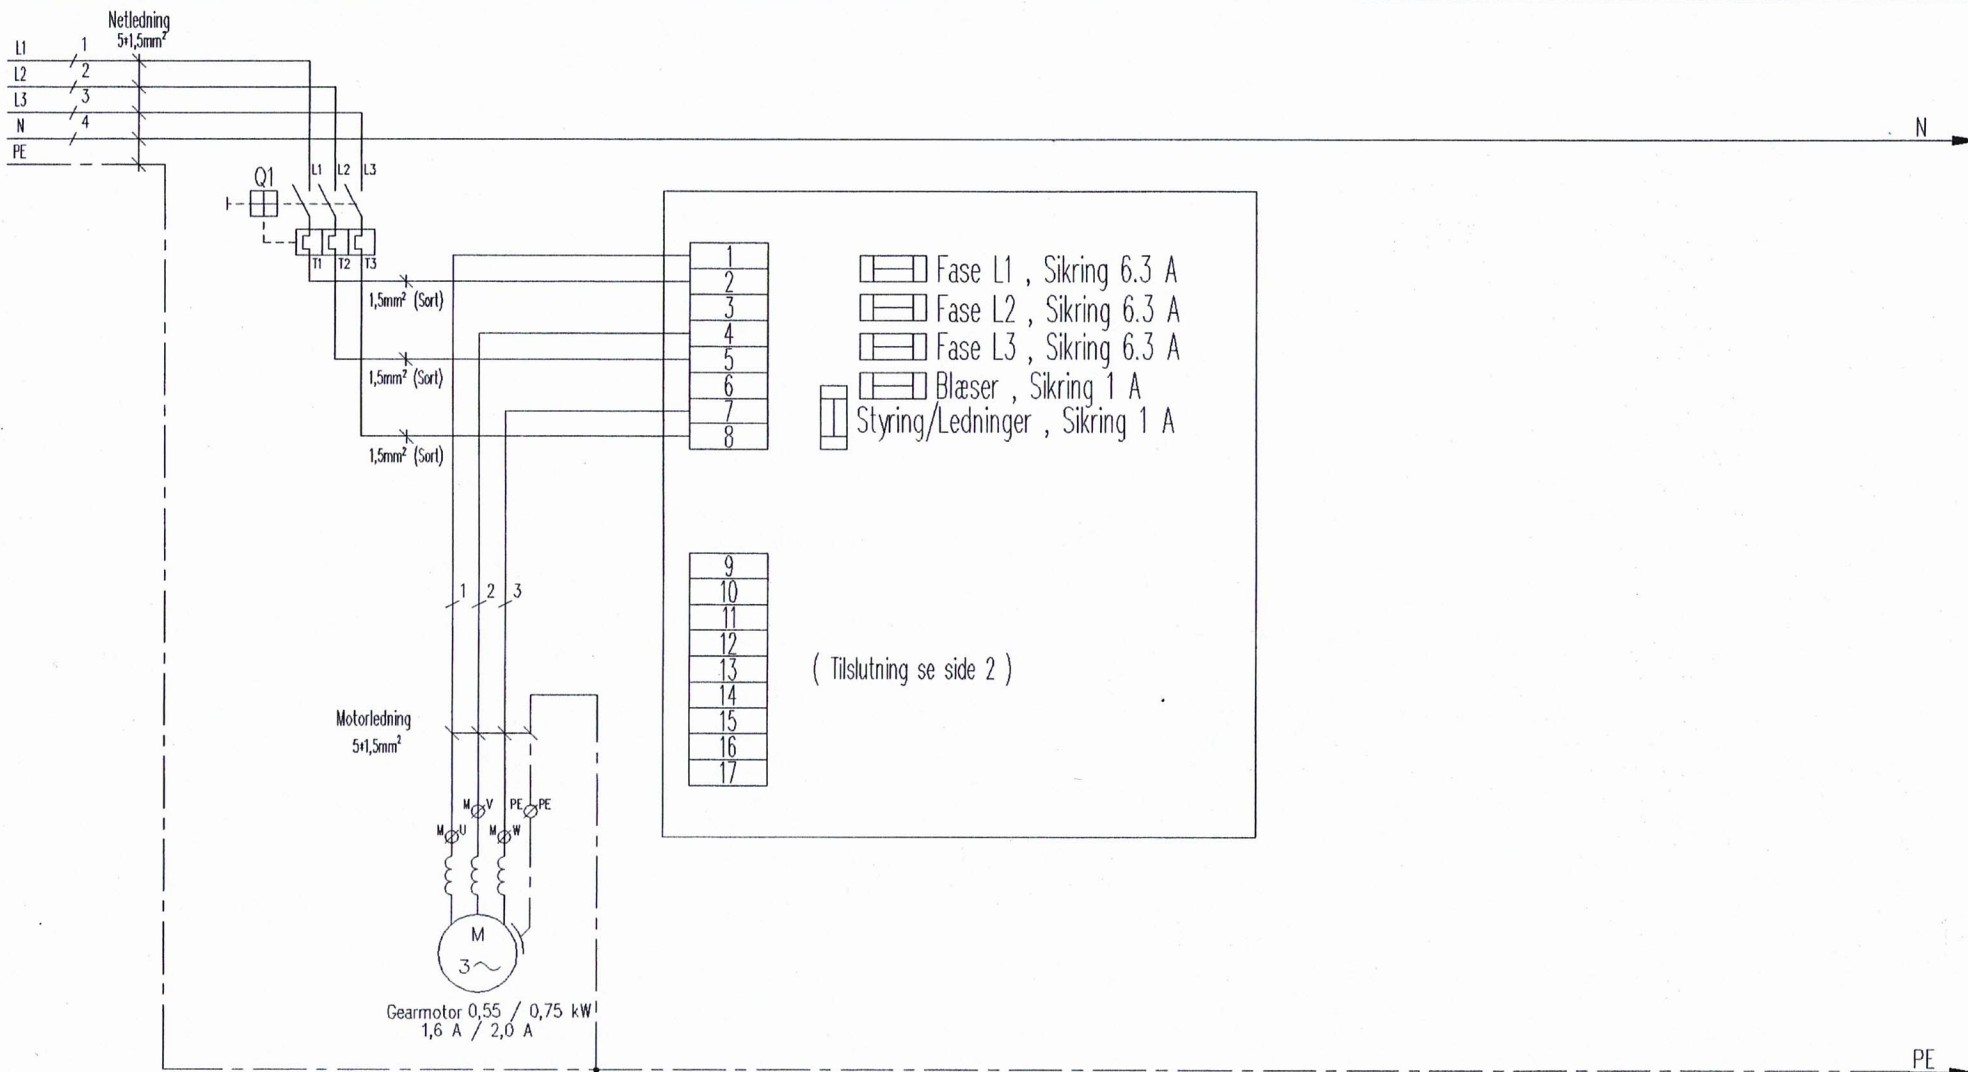 Netledning
5*1,5mm²
L1 1
L2 2
L3 3
N 4
PE
N
Q1
L1 L2 L3
T1 T2 T3
1,5mm² (Sort)
1,5mm² (Sort)
1,5mm² (Sort)
1
2
3
4
5
6
7
8
Fase L1 , Sikring 6.3 A
Fase L2 , Sikring 6.3 A
Fase L3 , Sikring 6.3 A
Blæser , Sikring 1 A
Styring/Ledninger , Sikring 1 A
9
10
11
12
13
14
15
16
17
( Tilslutning se side 2 )
1 2 3
Motorledning
5*1,5mm²
M V PE PE
M U M W
M
3~
Gearmotor 0,55 / 0,75 kW
1,6 A / 2,0 A
PE